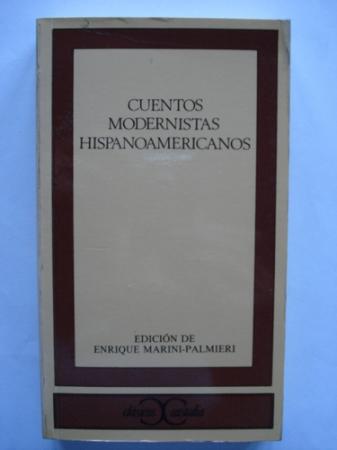 CUENTOS
MODERNISTAS
HISPANOAMERICANOS
EDICIÓN DE
ENRIQUE MARINI-PALMIERI
clásicos Castalia